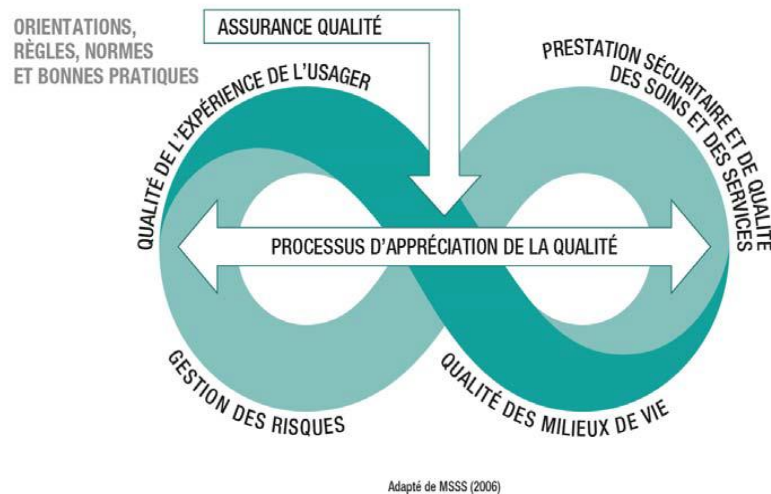 ORIENTATIONS,
RÈGLES, NORMES
ET BONNES PRATIQUES
ASSURANCE QUALITÉ
QUALITÉ DE L'EXPÉRIENCE DE L'USAGER
PRESTATION SÉCURITAIRE ET DE QUALITÉ
DES SOINS ET DES SERVICES
PROCESSUS D'APPRÉCIATION DE LA QUALITÉ
GESTION DES RISQUES
QUALITÉ DES MILIEUX DE VIE
Adapté de MSSS (2006)